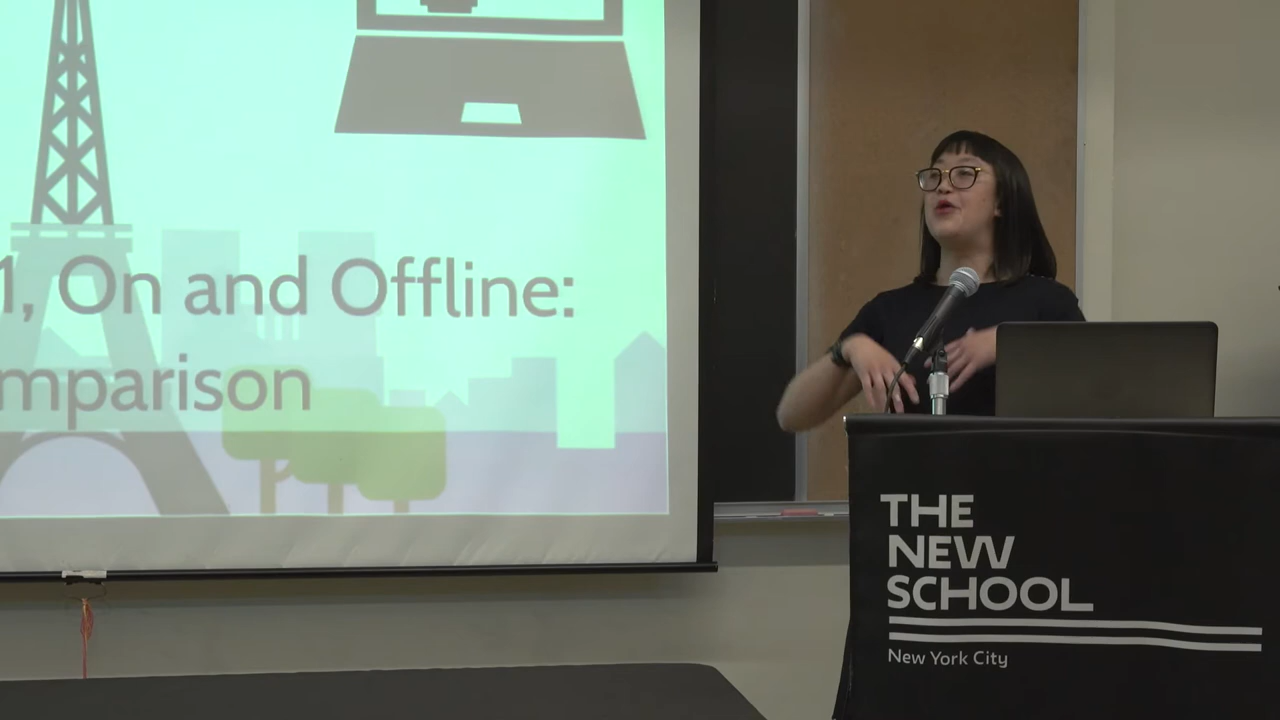 1, On and Offline:
mparison
THE
NEW
SCHOOL
New York City